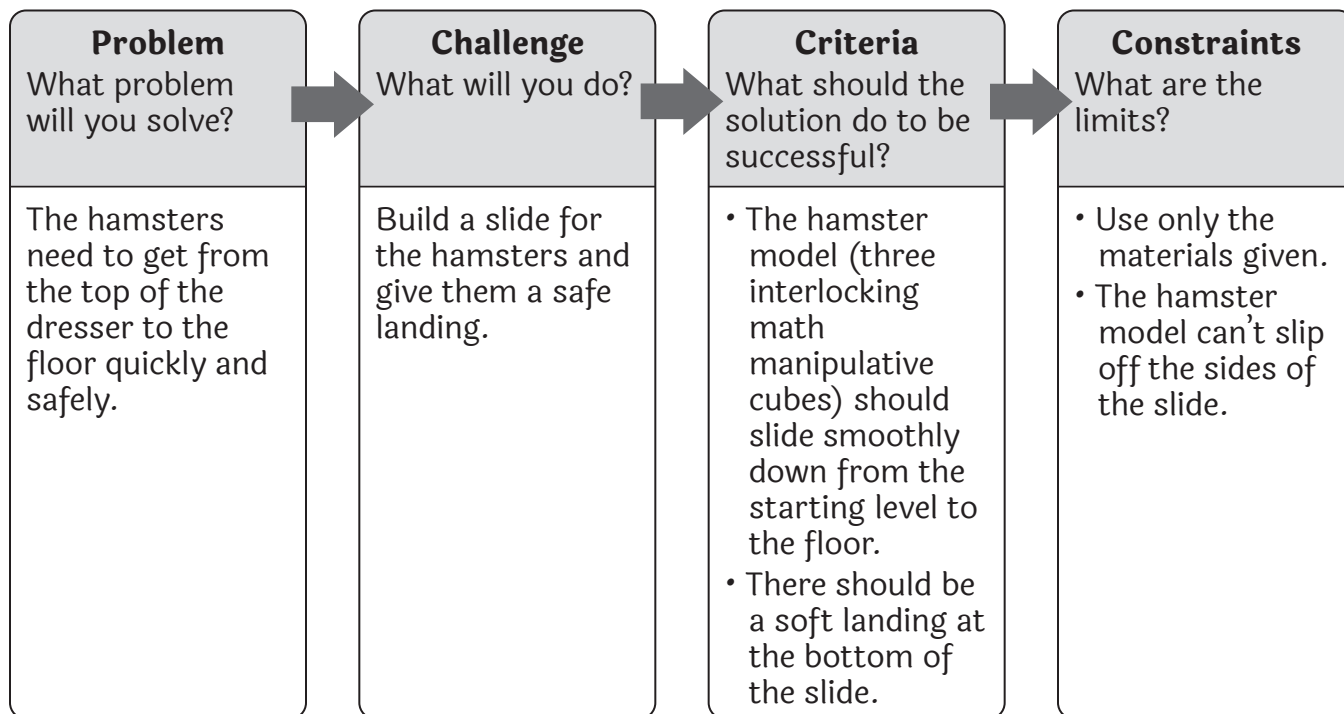 Problem
What problem
will you solve?
The hamsters
need to get from
the top of the
dresser to the
floor quickly and
safely.
Challenge
What will you do?
Build a slide for
the hamsters and
give them a safe
landing.
Criteria
What should the
solution do to be
successful?
• The hamster
model (three
interlocking
math
manipulative
cubes) should
slide smoothly
down from the
starting level to
the floor.
• There should be
a soft landing at
the bottom of
the slide.
Constraints
What are the
limits?
• Use only the
materials given.
• The hamster
model can’t slip
off the sides of
the slide.